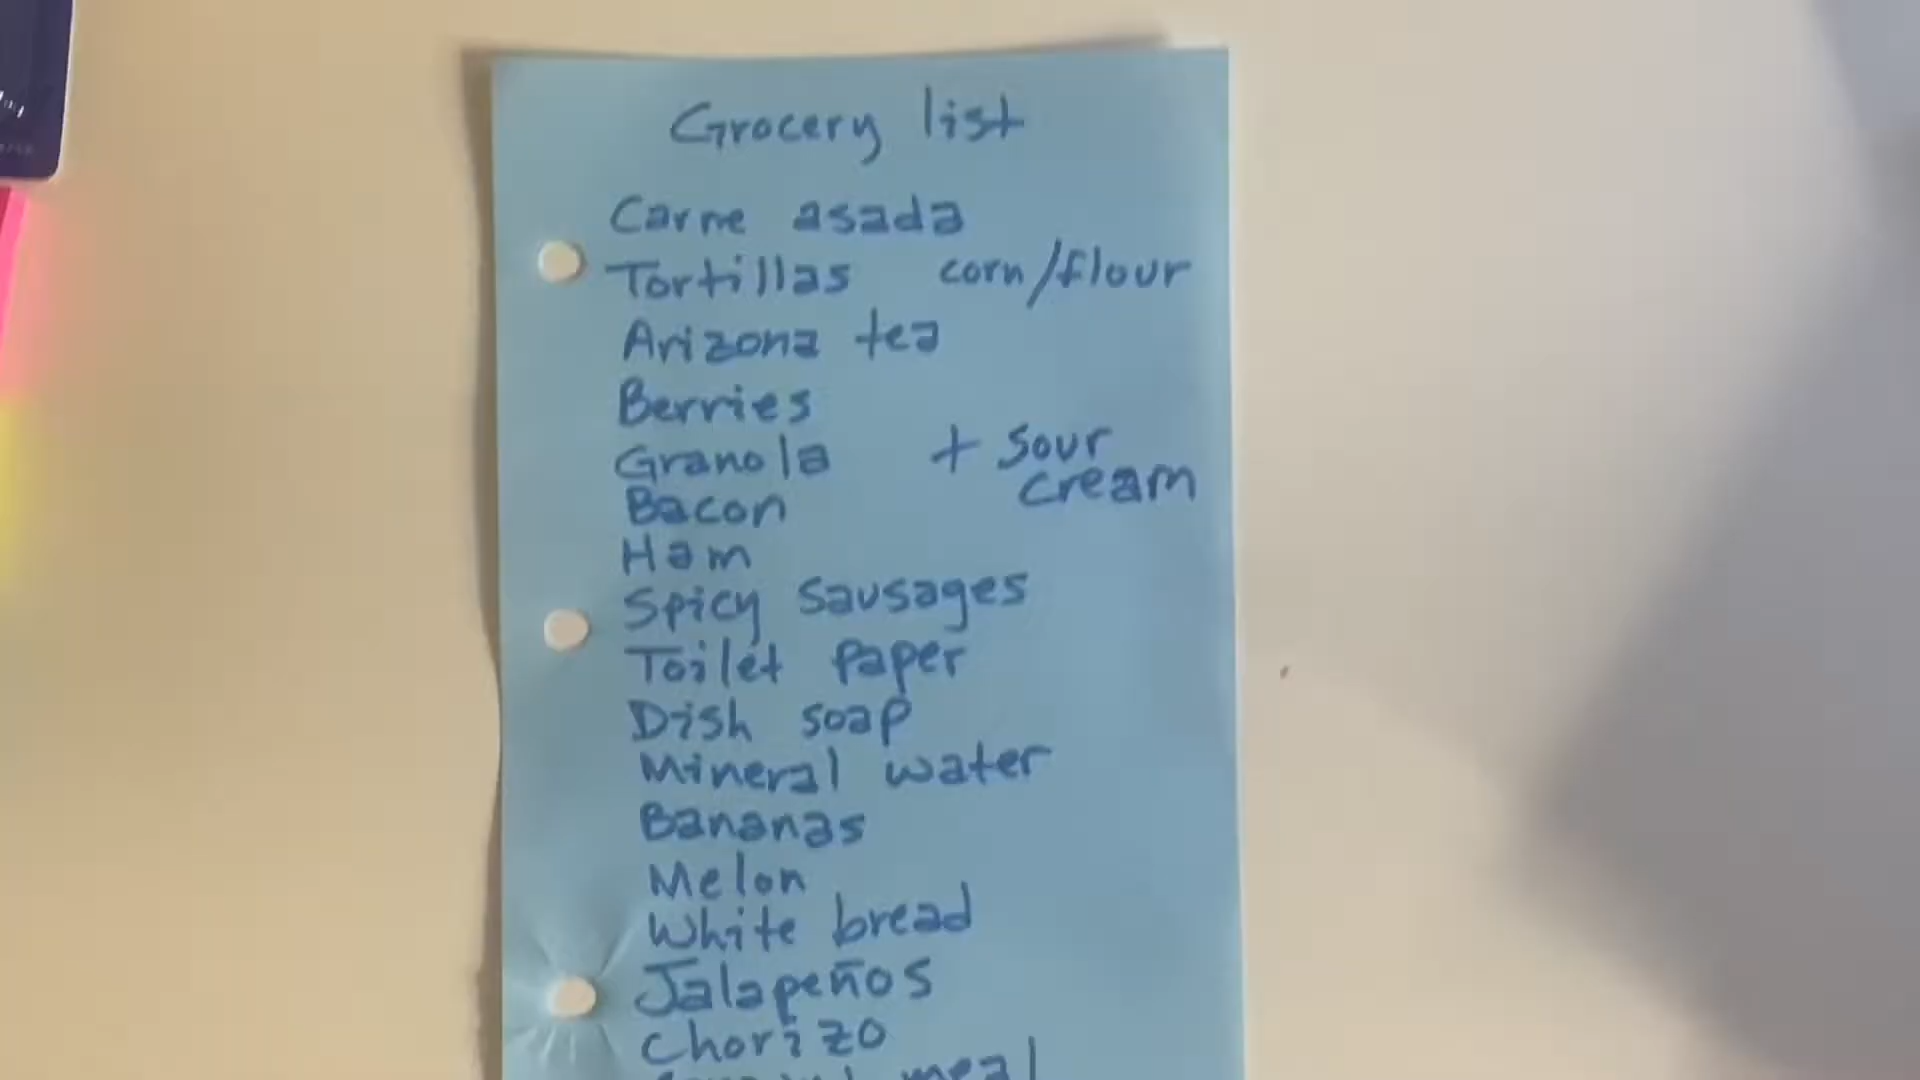 Grocery list
Carne asada
Tortillas corn/flour
Arizona tea
Berries
Granola + sour
cream
Bacon
Ham
Spicy sausages
Toilet paper
Dish soap
Mineral water
Bananas
Melon
White bread
Jalapeños
Chorizo
meal